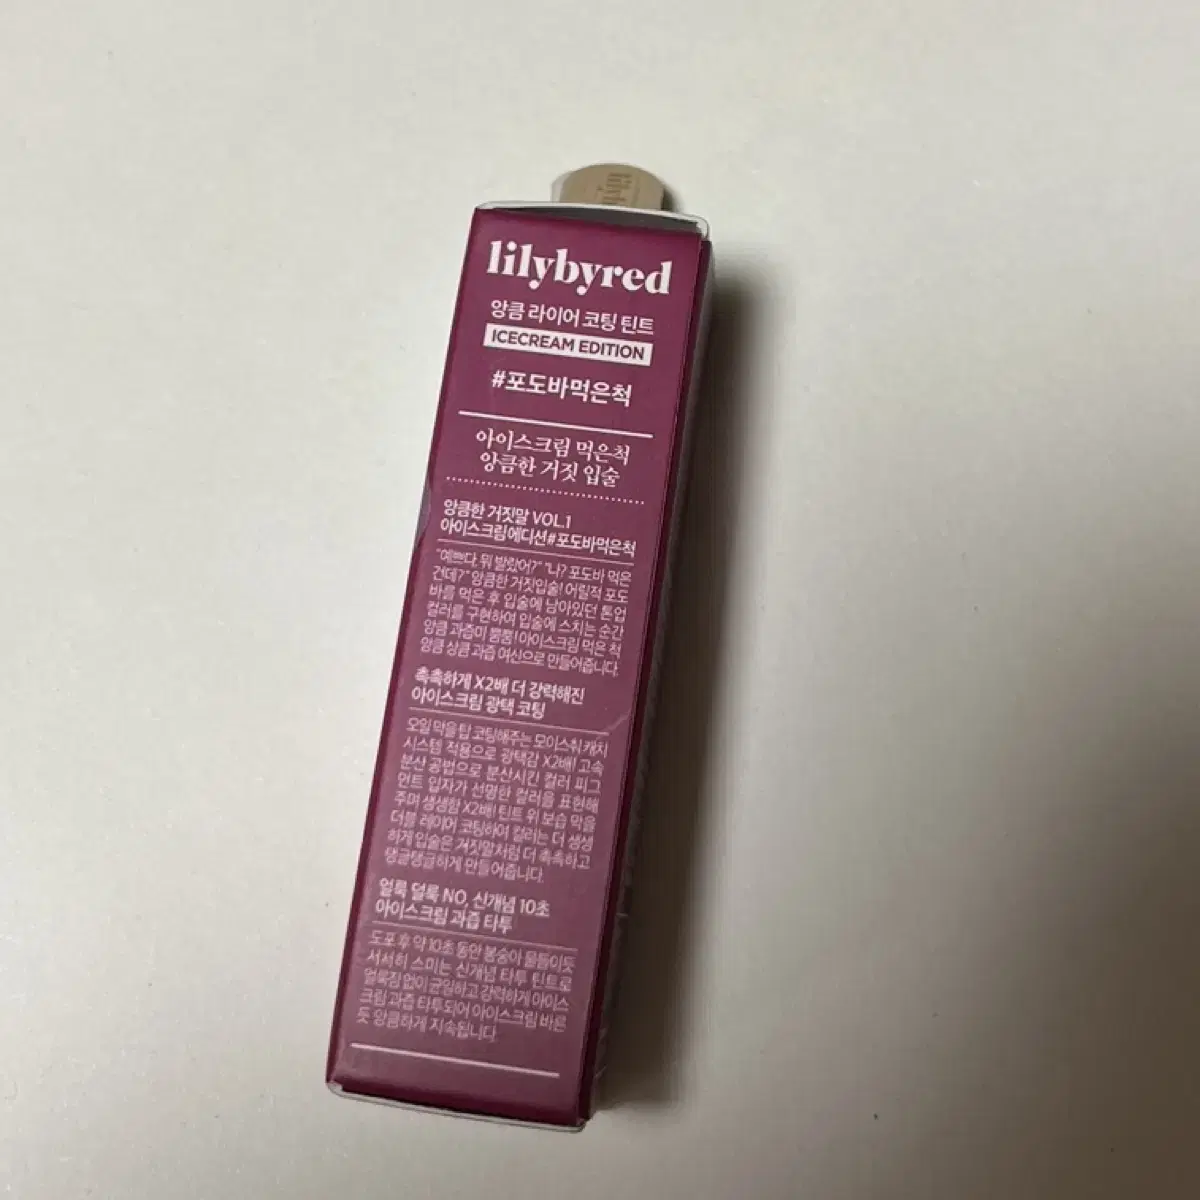 lilybyred
앙큼 라이어 코팅 틴트
ICECREAM EDITION
#포도바먹은척
아이스크림 먹은척
앙큼한 거짓 입술
앙큼한 거짓말 VOL.1
아이스크림에디션#포도바먹은척
"예쁘다, 뭐 발랐어?" "나? 포도바 먹은
건데?" 앙큼한 거짓입술! 어릴적 포도
바를 먹은 후 입술에 남아있던 톤업
컬러를 구현하여 입술에 스치는 순간
앙큼 과즙미 뿜뿜! 아이스크림 먹은 척
앙큼 상큼 과즙 여신으로 만들어줍니다.
촉촉하게 X2배 더 강력해진
아이스크림 광택 코팅
오일 막을 탑 코팅해주는 모이스춰 캐치
시스템 적용으로 광택감 X2배! 고속
분산 공법으로 분산시킨 컬러 피그
먼트 입자가 선명한 컬러를 표현해
주며 생생함 X2배! 틴트 위 보습 막을
더블 레이어 코팅하여 컬러는 더 생생
하게 입술은 거짓말처럼 더 촉촉하고
탱글탱글하게 만들어줍니다.
얼룩 덜룩 NO, 신개념 10초
아이스크림 과즙 타투
도포 후 약 10초 동안 봉숭아 물들이듯
서서히 스미는 신개념 타투 틴트로
얼룩짐 없이 균일하고 강력하게 아이스
크림 과즙 타투되어 아이스크림 바른
듯 앙큼하게 지속됩니다.